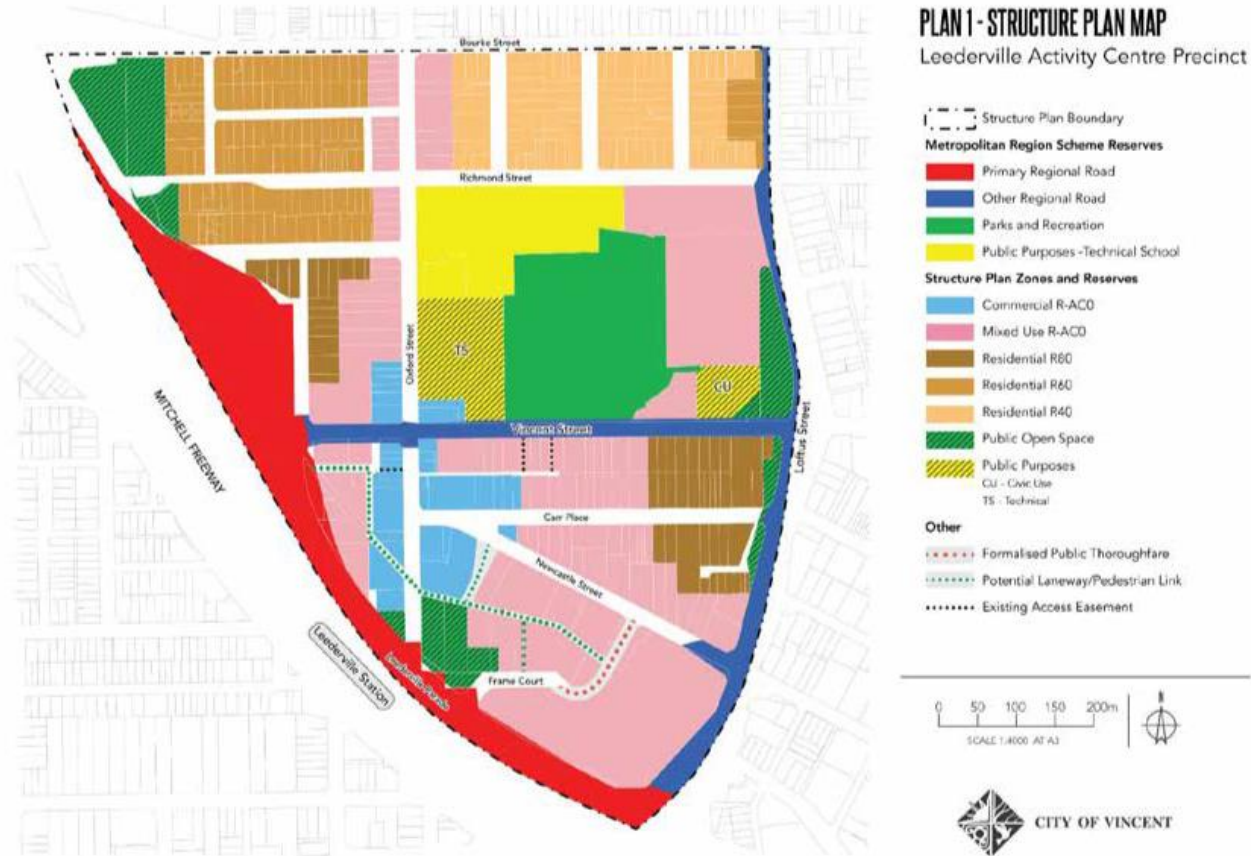 PLAN 1 - STRUCTURE PLAN MAP
Leederville Activity Centre Precinct
Structure Plan Boundary
Metropolitan Region Scheme Reserves
Primary Regional Road
Other Regional Road
Parks and Recreation
Public Purposes -Technical School
Structure Plan Zones and Reserves
Commercial R-AC0
Mixed Use R-AC0
Residential R80
Residential R60
Residential R40
Public Open Space
Public Purposes
CU - Civic Use
TS - Technical
Other
Formalised Public Thoroughfare
Potential Laneway/Pedestrian Link
Existing Access Easement
0 50 100 150 200m
SCALE 1:4000 AT A3
N
CITY OF VINCENT
Bourke Street
Richmond Street
Oxford Street
TS
CU
MITCHELL FREEWAY
Vincent Street
Loftus Street
Carr Place
Newcastle Street
Leederville Station
Leederville Parade
Frame Court